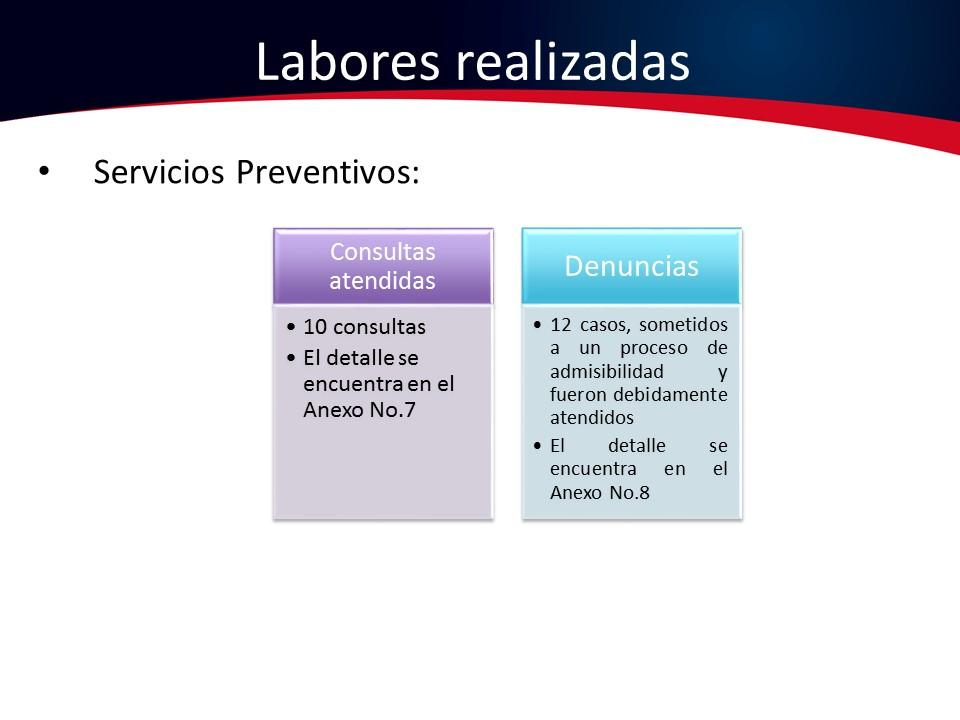 Labores realizadas
• Servicios Preventivos:
Consultas
atendidas
• 10 consultas
• El detalle se
encuentra en el
Anexo No.7
Denuncias
• 12 casos, sometidos
a un proceso de
admisibilidad y
fueron debidamente
atendidos
• El detalle se
encuentra en el
Anexo No.8